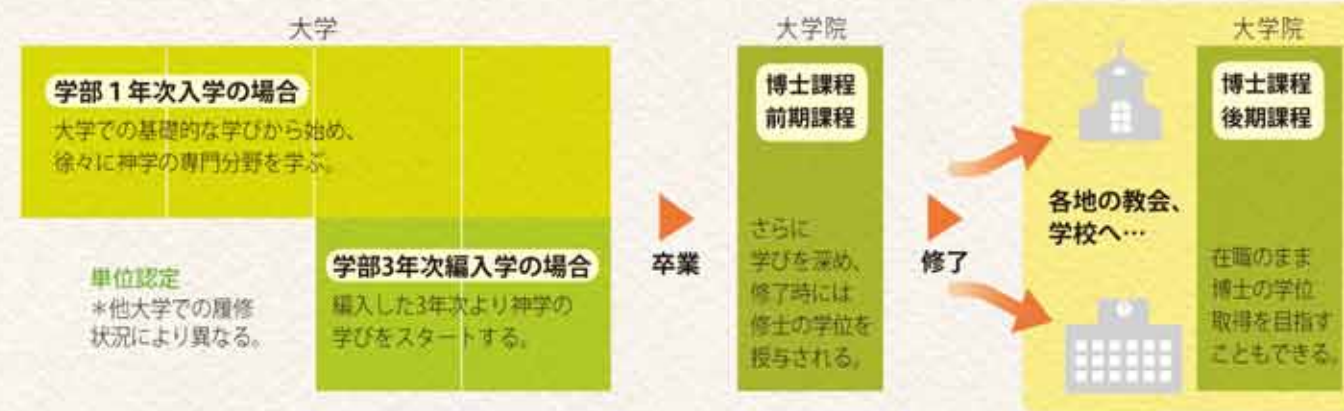 大学
学部１年次入学の場合
大学での基礎的な学びから始め、
徐々に神学の専門分野を学ぶ。
単位認定
＊他大学での履修
状況により異なる。
学部3年次編入学の場合
編入した3年次より神学の
学びをスタートする。
卒業
大学院
博士課程
前期課程
さらに
学びを深め、
修了時には
修士の学位を
授与される。
修了
各地の教会、
学校へ…
大学院
博士課程
後期課程
在職のまま
博士の学位
取得を目指す
こともできる。